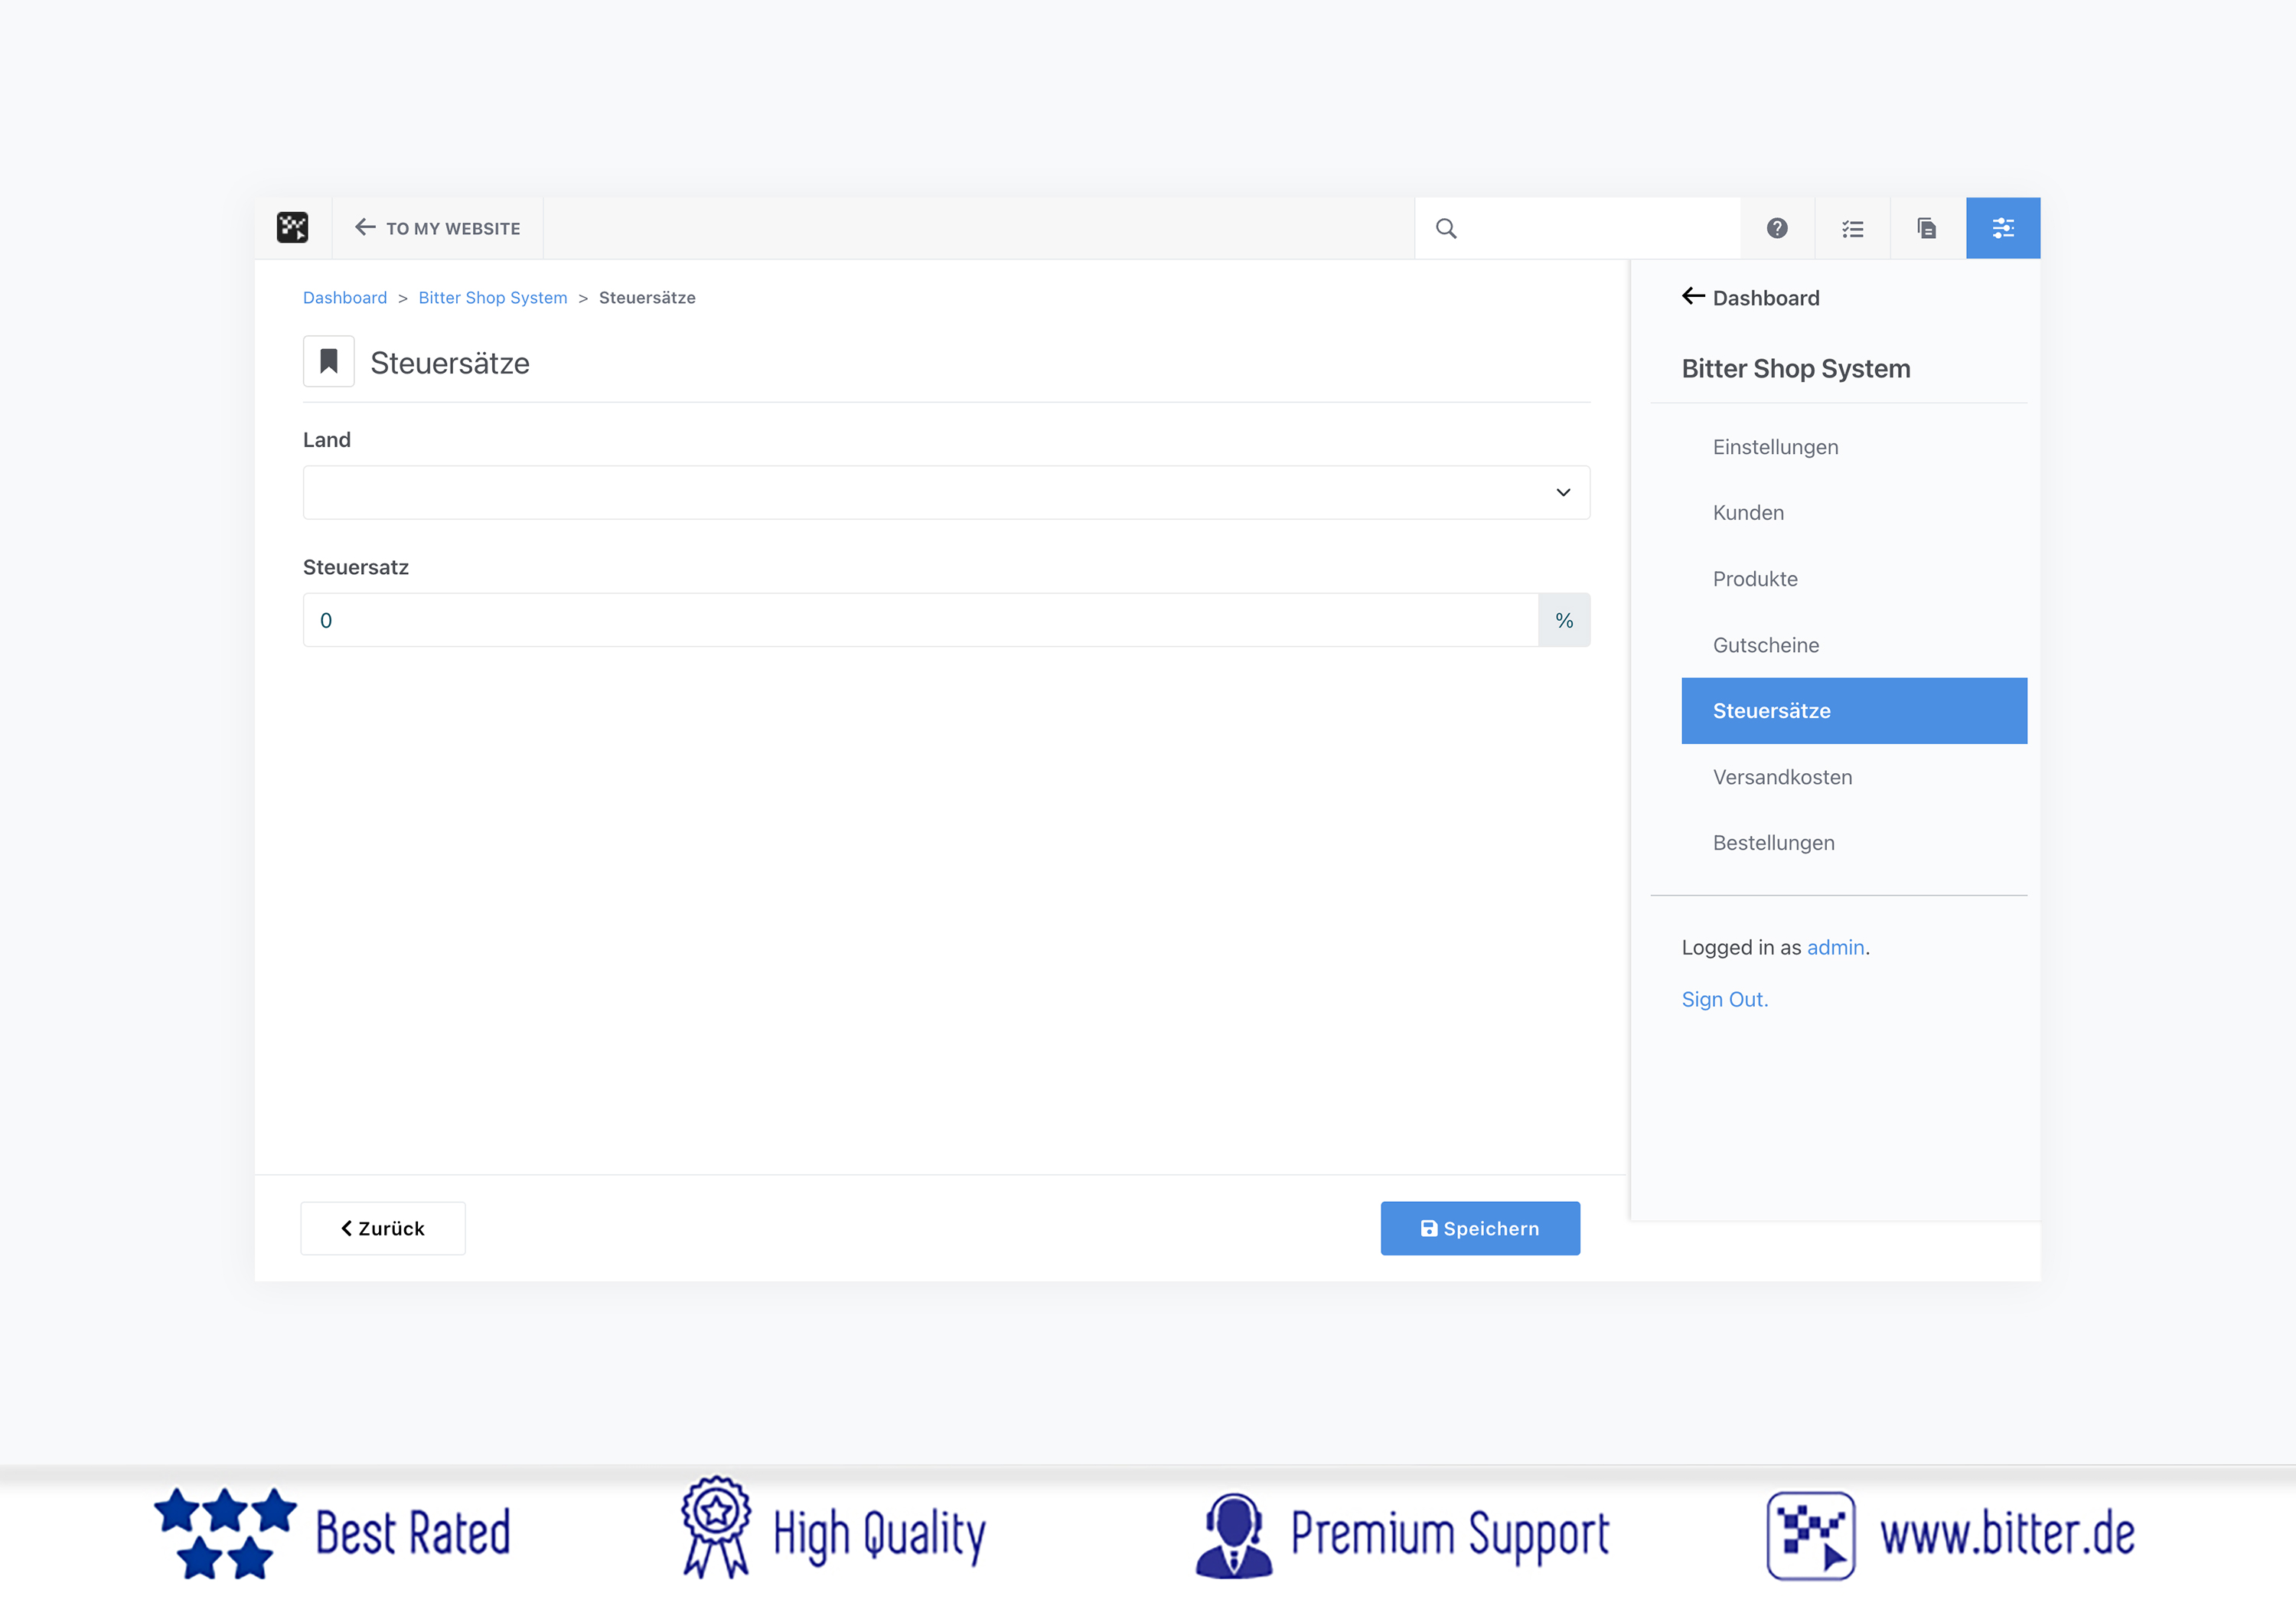 TO MY WEBSITE
Dashboard > Bitter Shop System > Steuersätze
Steuersätze
Land
Steuersatz
0 %
Zurück
Speichern
Dashboard
Bitter Shop System
Einstellungen
Kunden
Produkte
Gutscheine
Steuersätze
Versandkosten
Bestellungen
Logged in as admin.
Sign Out.
Best Rated
High Quality
Premium Support
www.bitter.de